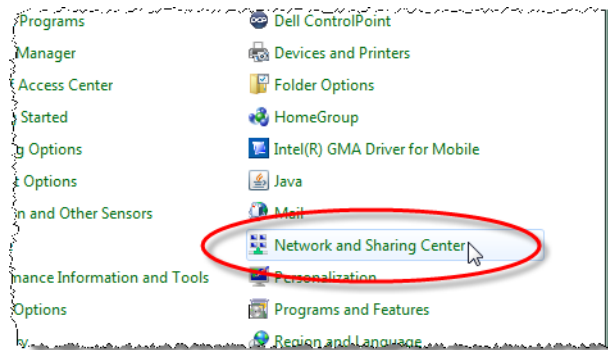 Programs
Dell ControlPoint
Manager
Devices and Printers
Access Center
Folder Options
Started
HomeGroup
g Options
Intel(R) GMA Driver for Mobile
t Options
Java
n and Other Sensors
Mail
Network and Sharing Center
mance Information and Tools
Personalization
Options
Programs and Features
Region and Language